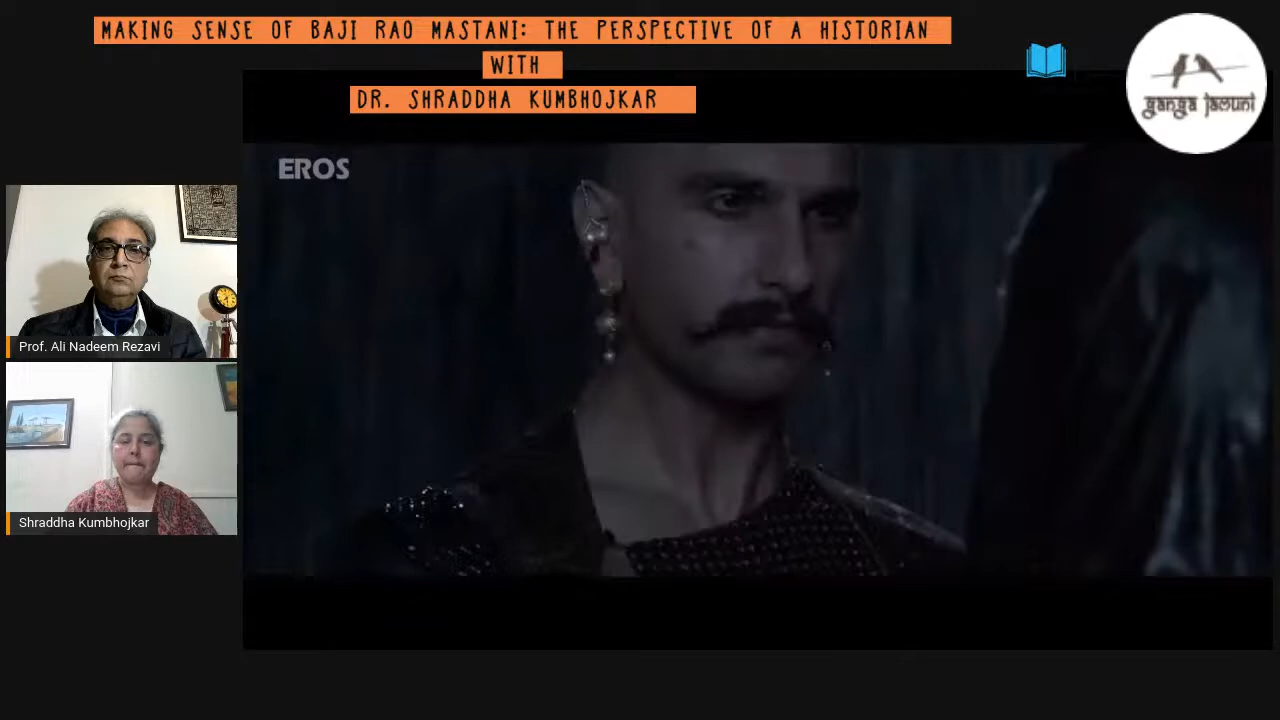 MAKING SENSE OF BAJI RAO MASTANI: THE PERSPECTIVE OF A HISTORIAN
WITH
DR. SHRADDHA KUMBHOJKAR
ganga jamuni
EROS
Prof. Ali Nadeem Rezavi
Shraddha Kumbhojkar